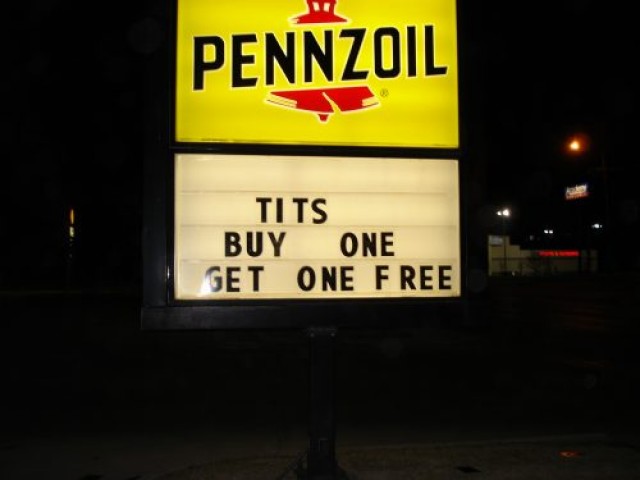 PENNZOIL
®
TITS
BUY ONE
GET ONE FREE